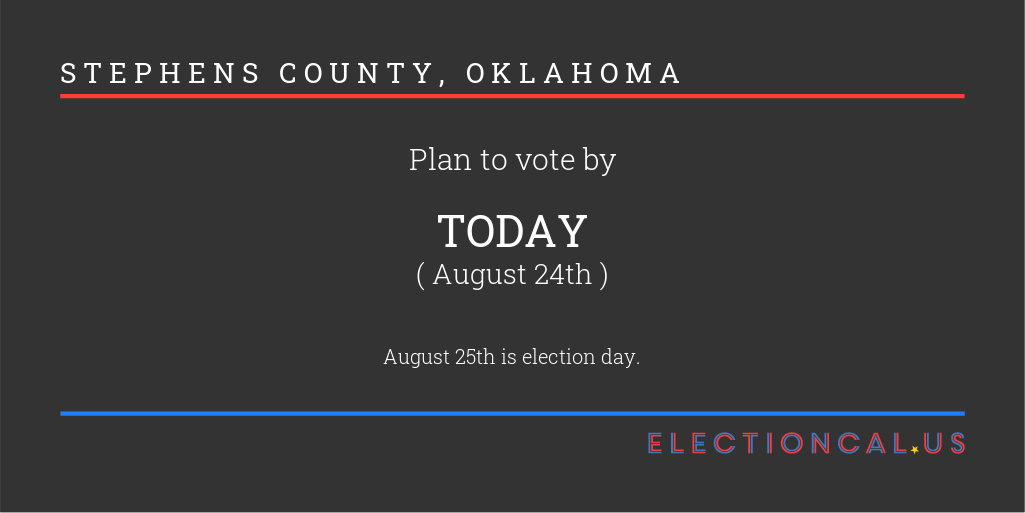 STEPHENS COUNTY, OKLAHOMA
Plan to vote by
TODAY
( August 24th )
August 25th is election day.
ELECTIONCAL.US